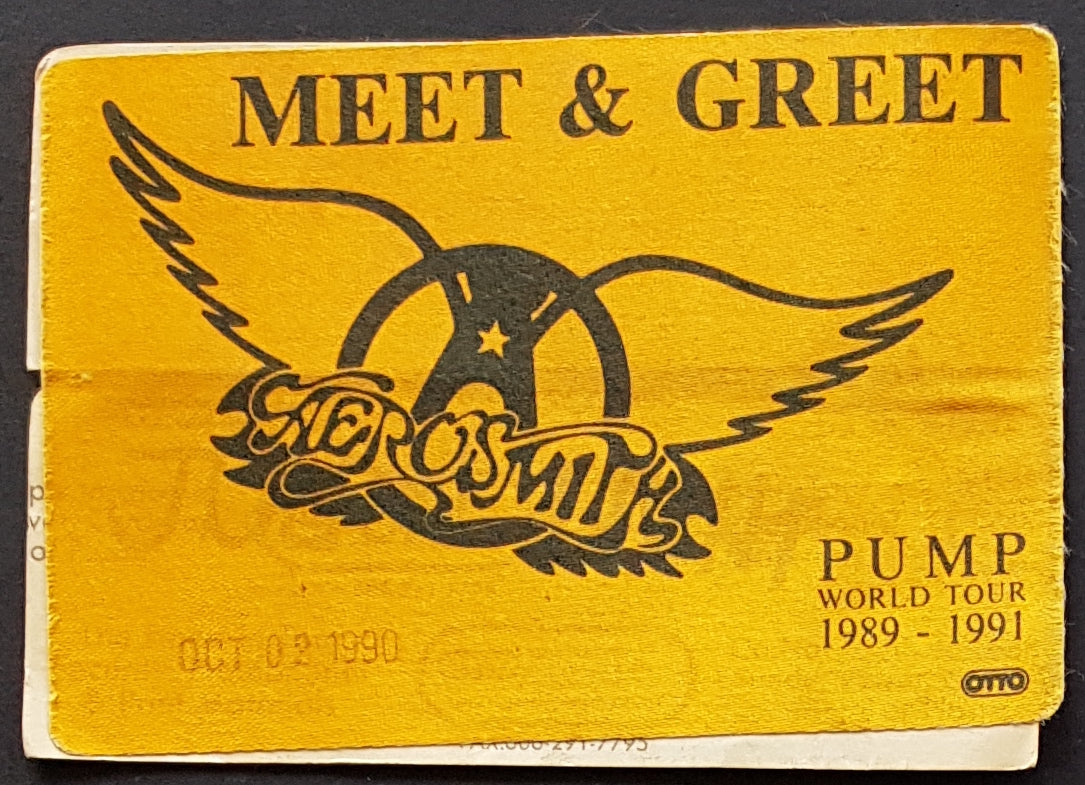 MEET & GREET
AEROSMITH
p
v
o
PUMP
WORLD TOUR
1989 - 1991
OCT 02 1990
OTTO